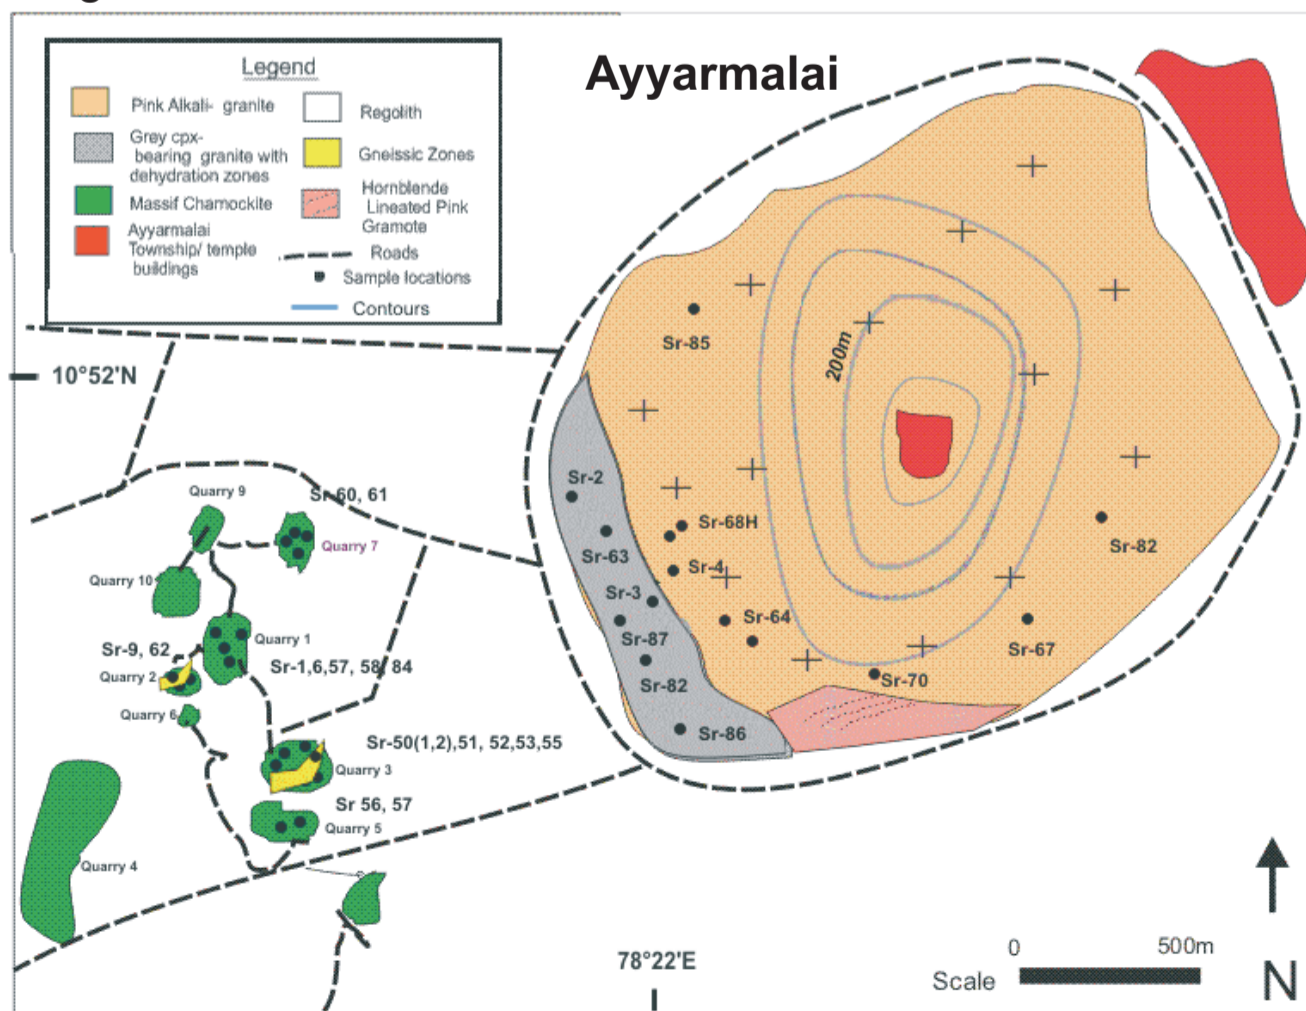 Ayyarmalai
Legend
Pink Alkali- granite
Regolith
Grey cpx-
bearing granite with
dehydration zones
Gneissic Zones
Massif Charnockite
Hornblende
Lineated Pink
Gramote
Ayyarmalai
Township/ temple
buildings
Roads
Sample locations
Contours
10°52'N
200m
Sr-85
Sr-2
Sr-63
Sr-68H
Sr-4
Sr-3
Sr-64
Sr-87
Sr-82
Sr-86
Sr-70
Sr-67
Sr-82
Quarry 9
Sr 60, 61
Quarry 7
Quarry 10
Quarry 1
Sr-9, 62
Quarry 2
Sr-1,6,57, 58, 84
Quarry 6
Sr-50(1,2),51, 52,53,55
Quarry 3
Sr 56, 57
Quarry 5
Quarry 4
78°22'E
0
500m
Scale
N